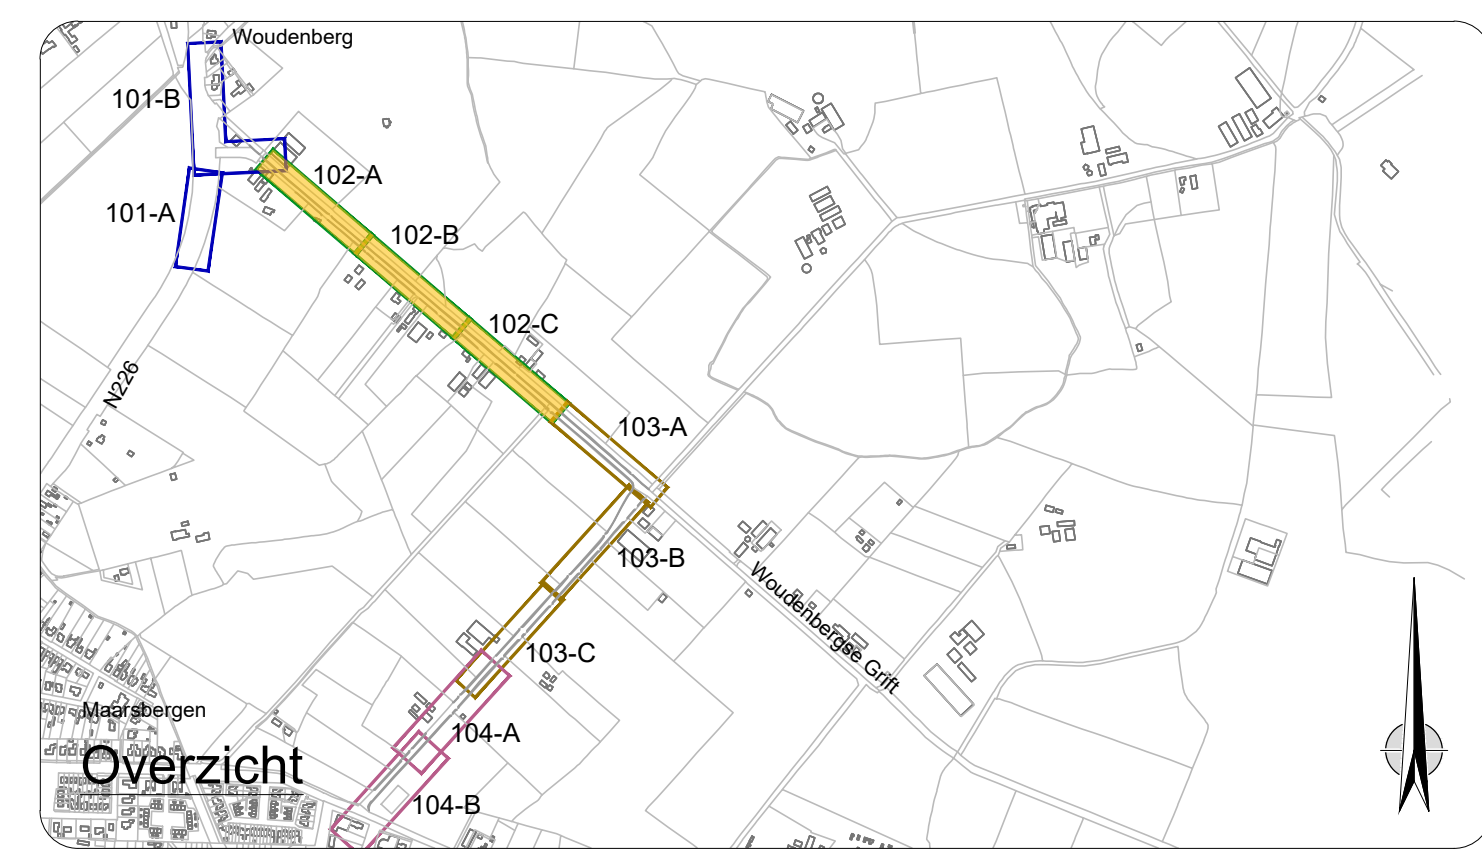 Woudenberg
101-B
102-A
101-A
102-B
102-C
N226
103-A
103-B
Woudenbergse Grift
103-C
Maarsbergen
104-A
Overzicht
104-B